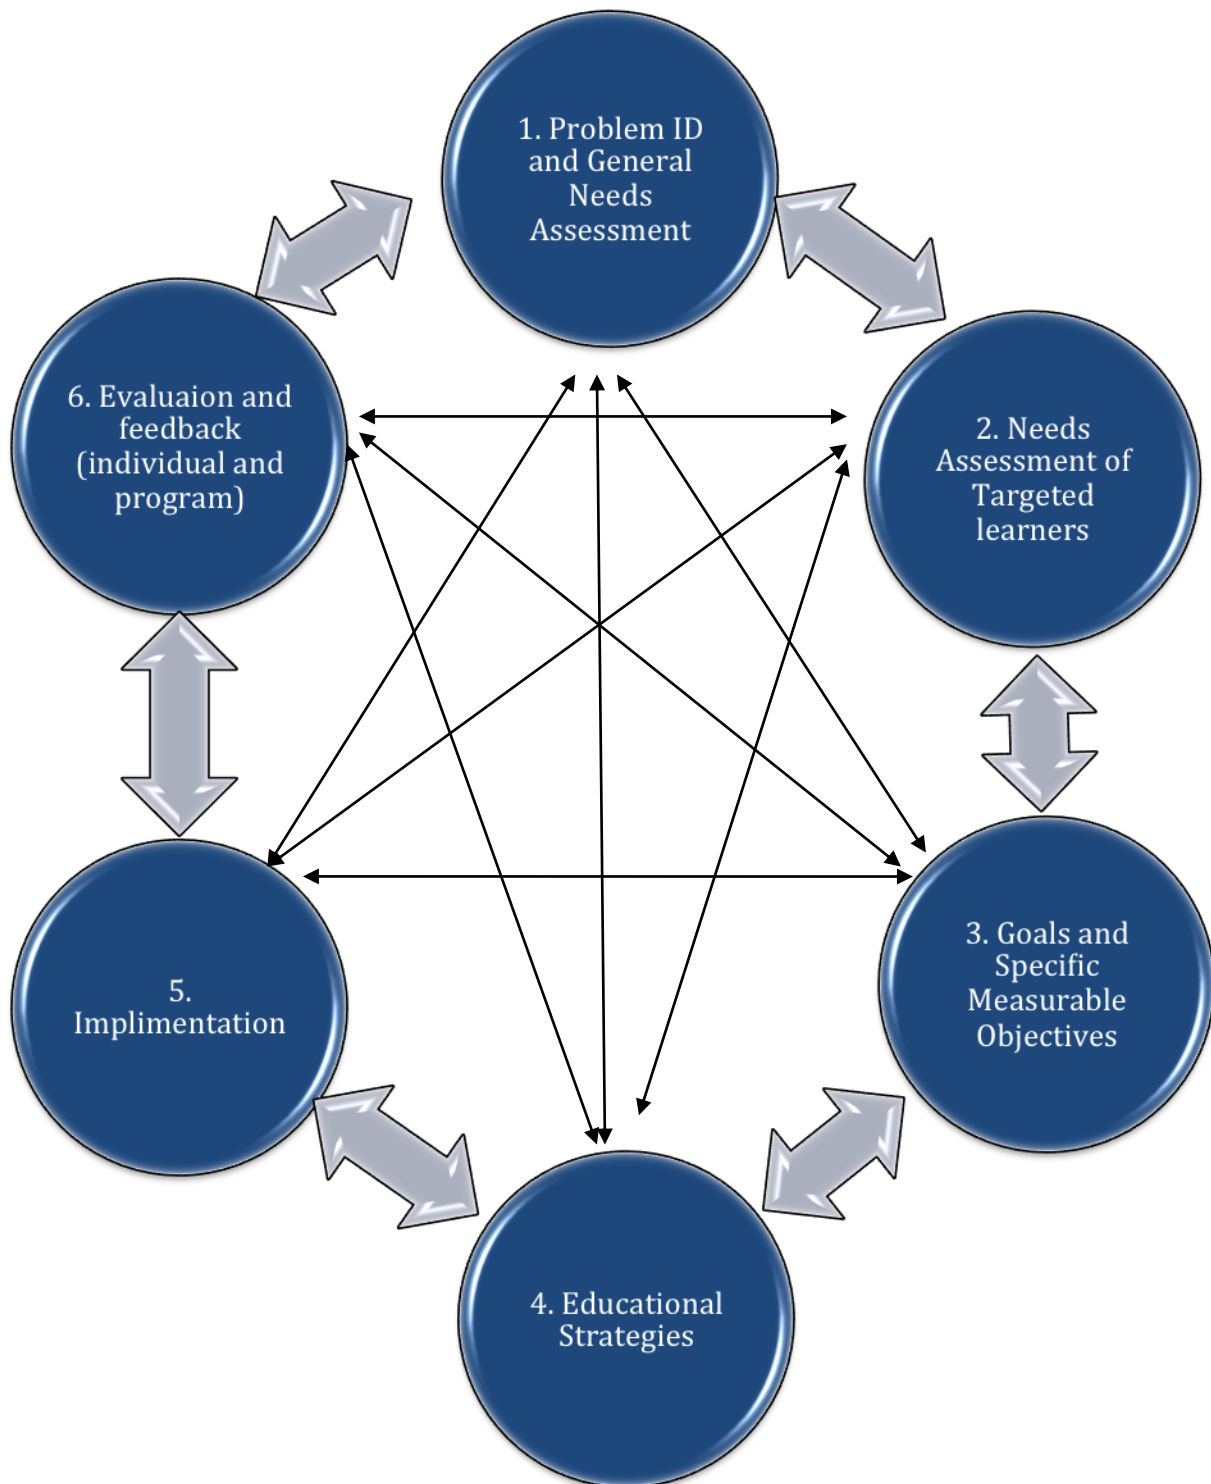 1. Problem ID
and General
Needs
Assessment
2. Needs
Assessment of
Targeted
learners
3. Goals and
Specific
Measurable
Objectives
4. Educational
Strategies
5.
Implimentation
6. Evaluaion and
feedback
(individual and
program)